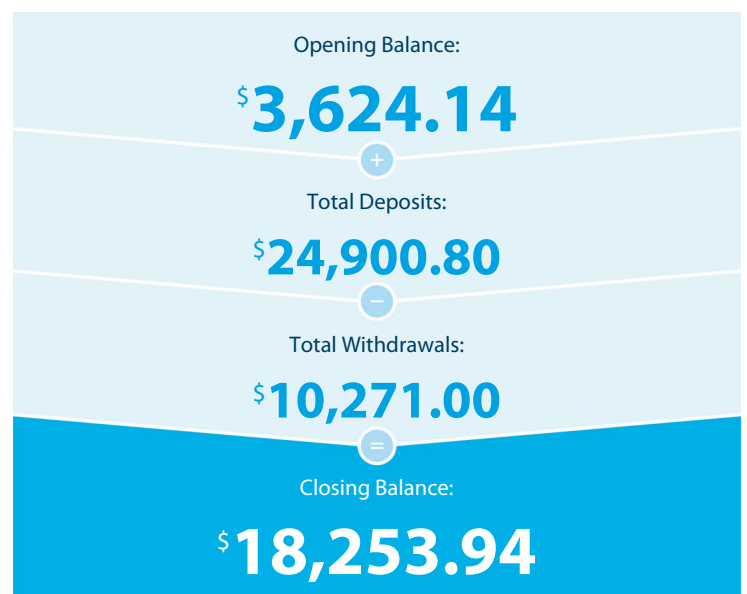 Opening Balance:
$3,624.14
+
Total Deposits:
$24,900.80
−
Total Withdrawals:
$10,271.00
=
Closing Balance:
$18,253.94